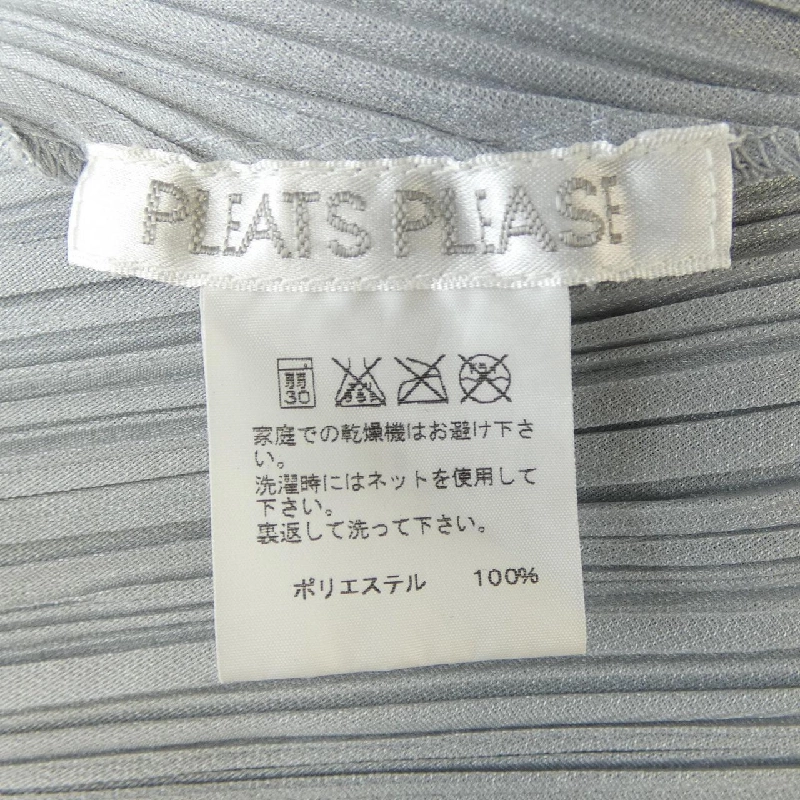 PLEATS PLEASE
弱
30
家庭での乾燥機はお避け下さ
い。
洗濯時にはネットを使用して
下さい。
裏返して洗って下さい。
ポリエステル 100%